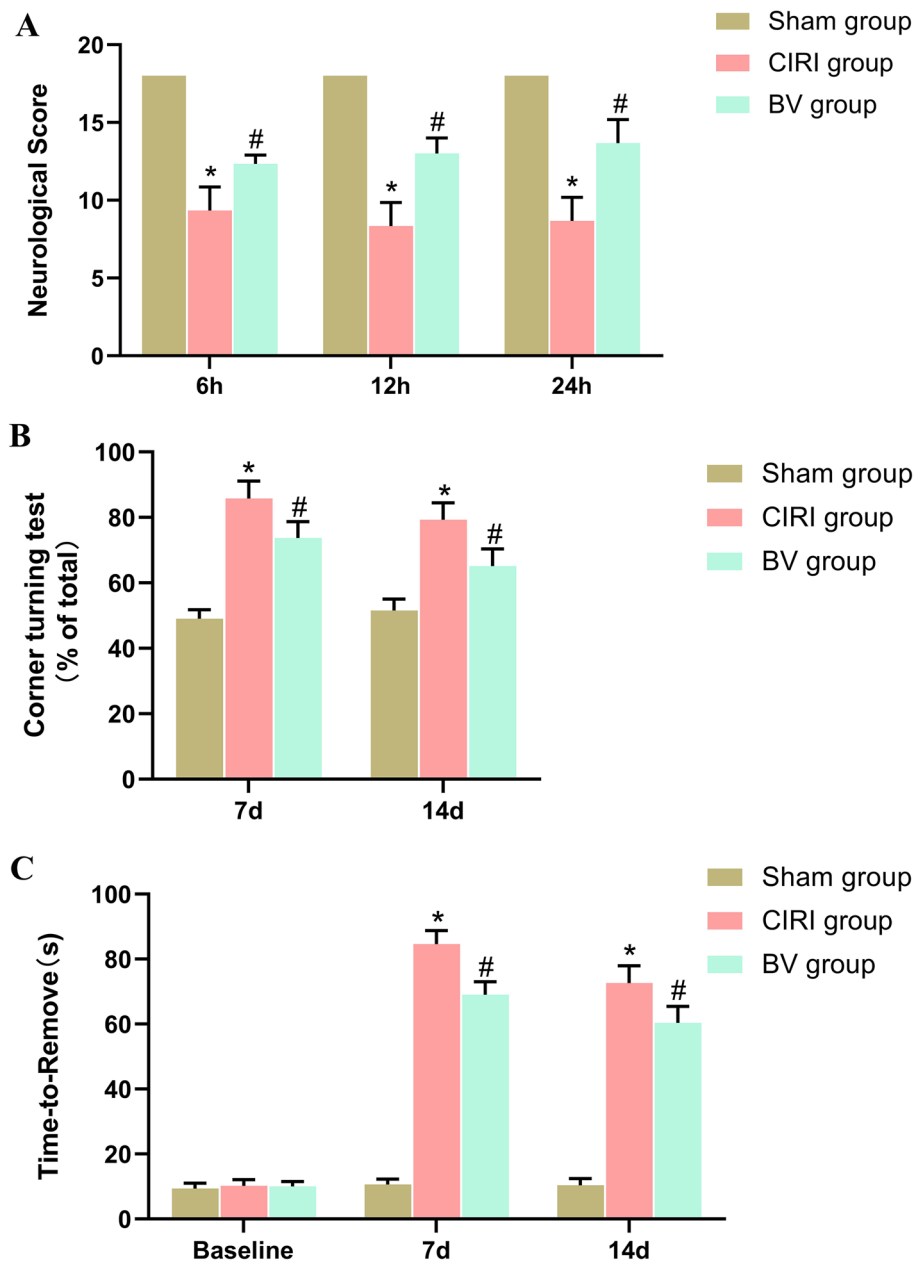 A
Sham group
CIRI group
BV group
Neurological Score
20
15
10
5
0
*
#
*
#
*
#
6h
12h
24h
B
Sham group
CIRI group
BV group
Corner turning test
(% of total)
100
80
60
40
20
0
*
#
*
#
7d
14d
C
Sham group
CIRI group
BV group
Time-to-Remove(s)
100
80
60
40
20
0
*
#
*
#
Baseline
7d
14d